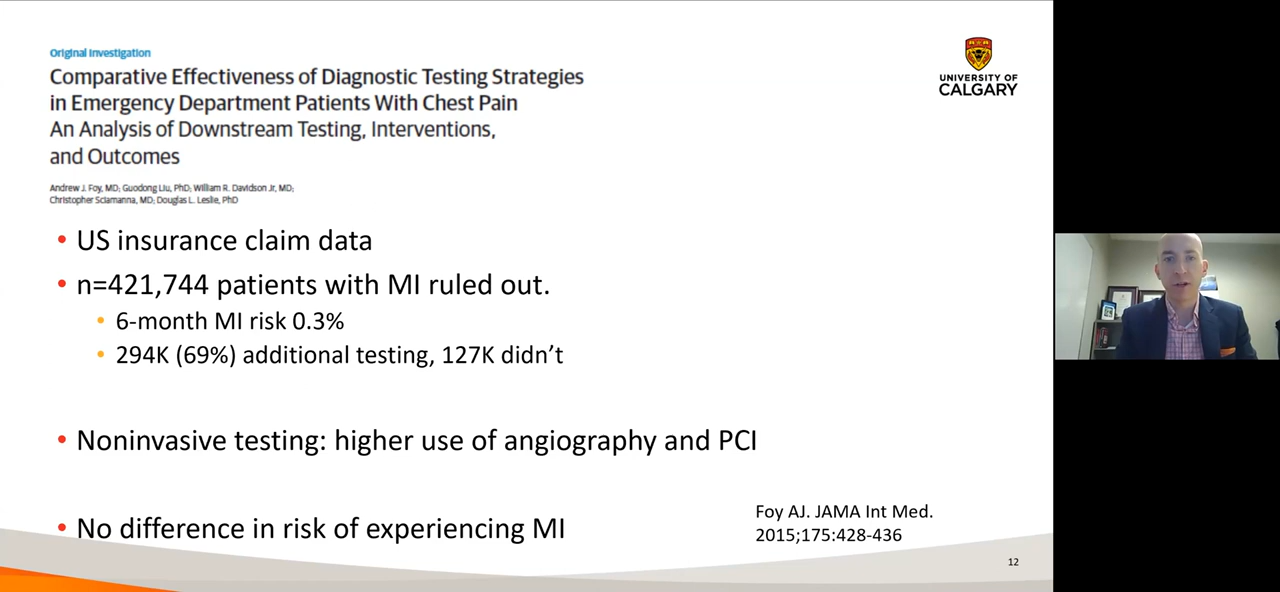 Original Investigation
Comparative Effectiveness of Diagnostic Testing Strategies
in Emergency Department Patients With Chest Pain
An Analysis of Downstream Testing, Interventions,
and Outcomes
Andrew J. Foy, MD; Guodong Liu, PhD; William R. Davidson Jr, MD;
Christopher Sciamanna, MD; Douglas L. Leslie, PhD
UNIVERSITY OF
CALGARY
• US insurance claim data
• n=421,744 patients with MI ruled out.
• 6-month MI risk 0.3%
• 294K (69%) additional testing, 127K didn’t
• Noninvasive testing: higher use of angiography and PCI
• No difference in risk of experiencing MI
Foy AJ. JAMA Int Med.
2015;175:428-436
12